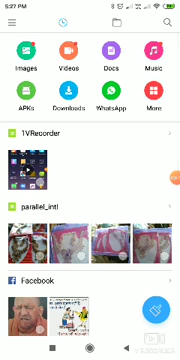 5:27 PM
Images
Videos
Docs
Music
APKs
Downloads
WhatsApp
More
1VRecorder
parallel_intl
Facebook